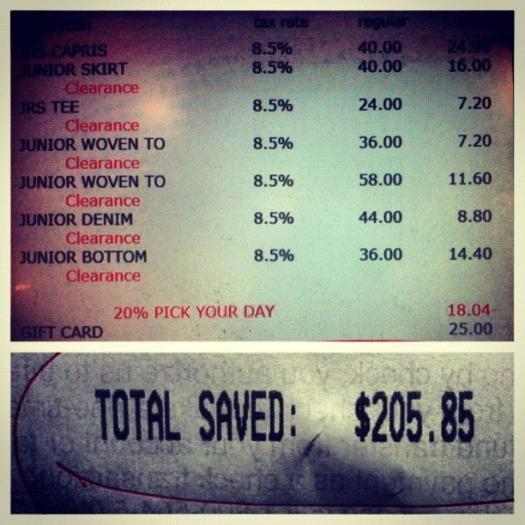 tax rate regular
JRS CAPRIS 8.5% 40.00 24.99
JUNIOR SKIRT 8.5% 40.00 16.00
Clearance
JRS TEE 8.5% 24.00 7.20
Clearance
JUNIOR WOVEN TO 8.5% 36.00 7.20
Clearance
JUNIOR WOVEN TO 8.5% 58.00 11.60
Clearance
JUNIOR DENIM 8.5% 44.00 8.80
Clearance
JUNIOR BOTTOM 8.5% 36.00 14.40
Clearance
20% PICK YOUR DAY 18.04-
GIFT CARD 25.00
TOTAL SAVED: $205.85